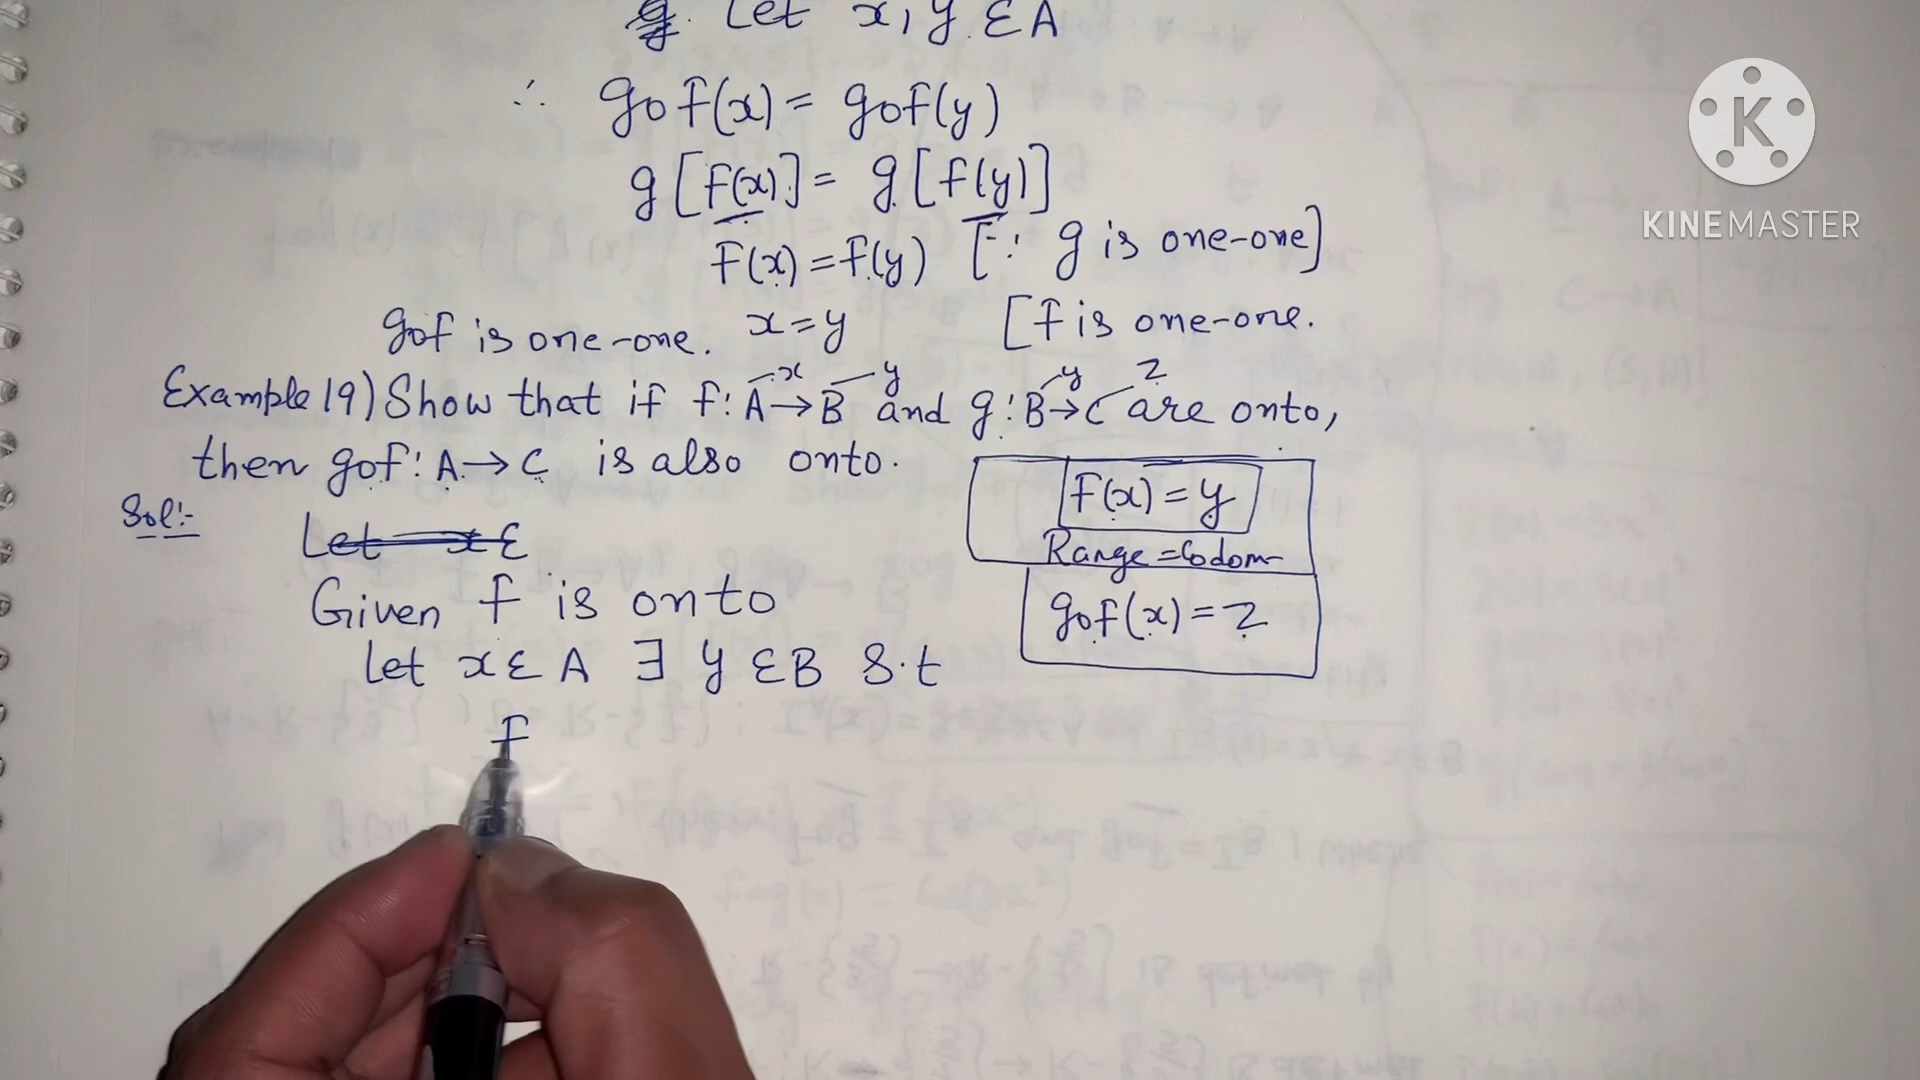 Let x, y ε A
∴ gof(x) = gof(y)
g[f(x)] = g[f(y)]
f(x) = f(y) [∵ g is one-one]
gof is one-one. x = y [f is one-one.
x y y z
Example 19) Show that if f: A → B and g: B → C are onto,
then gof: A → C is also onto.
f(x) = y
Range = Codom-
gof(x) = z
Sol:-
Let x ε
Given f is onto
Let x ε A ∃ y ε B s.t
f
K
KINEMASTER